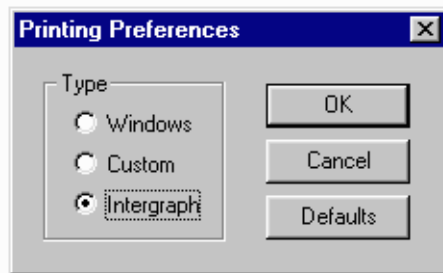 Printing Preferences
Type
Windows
Custom
Intergraph
OK
Cancel
Defaults